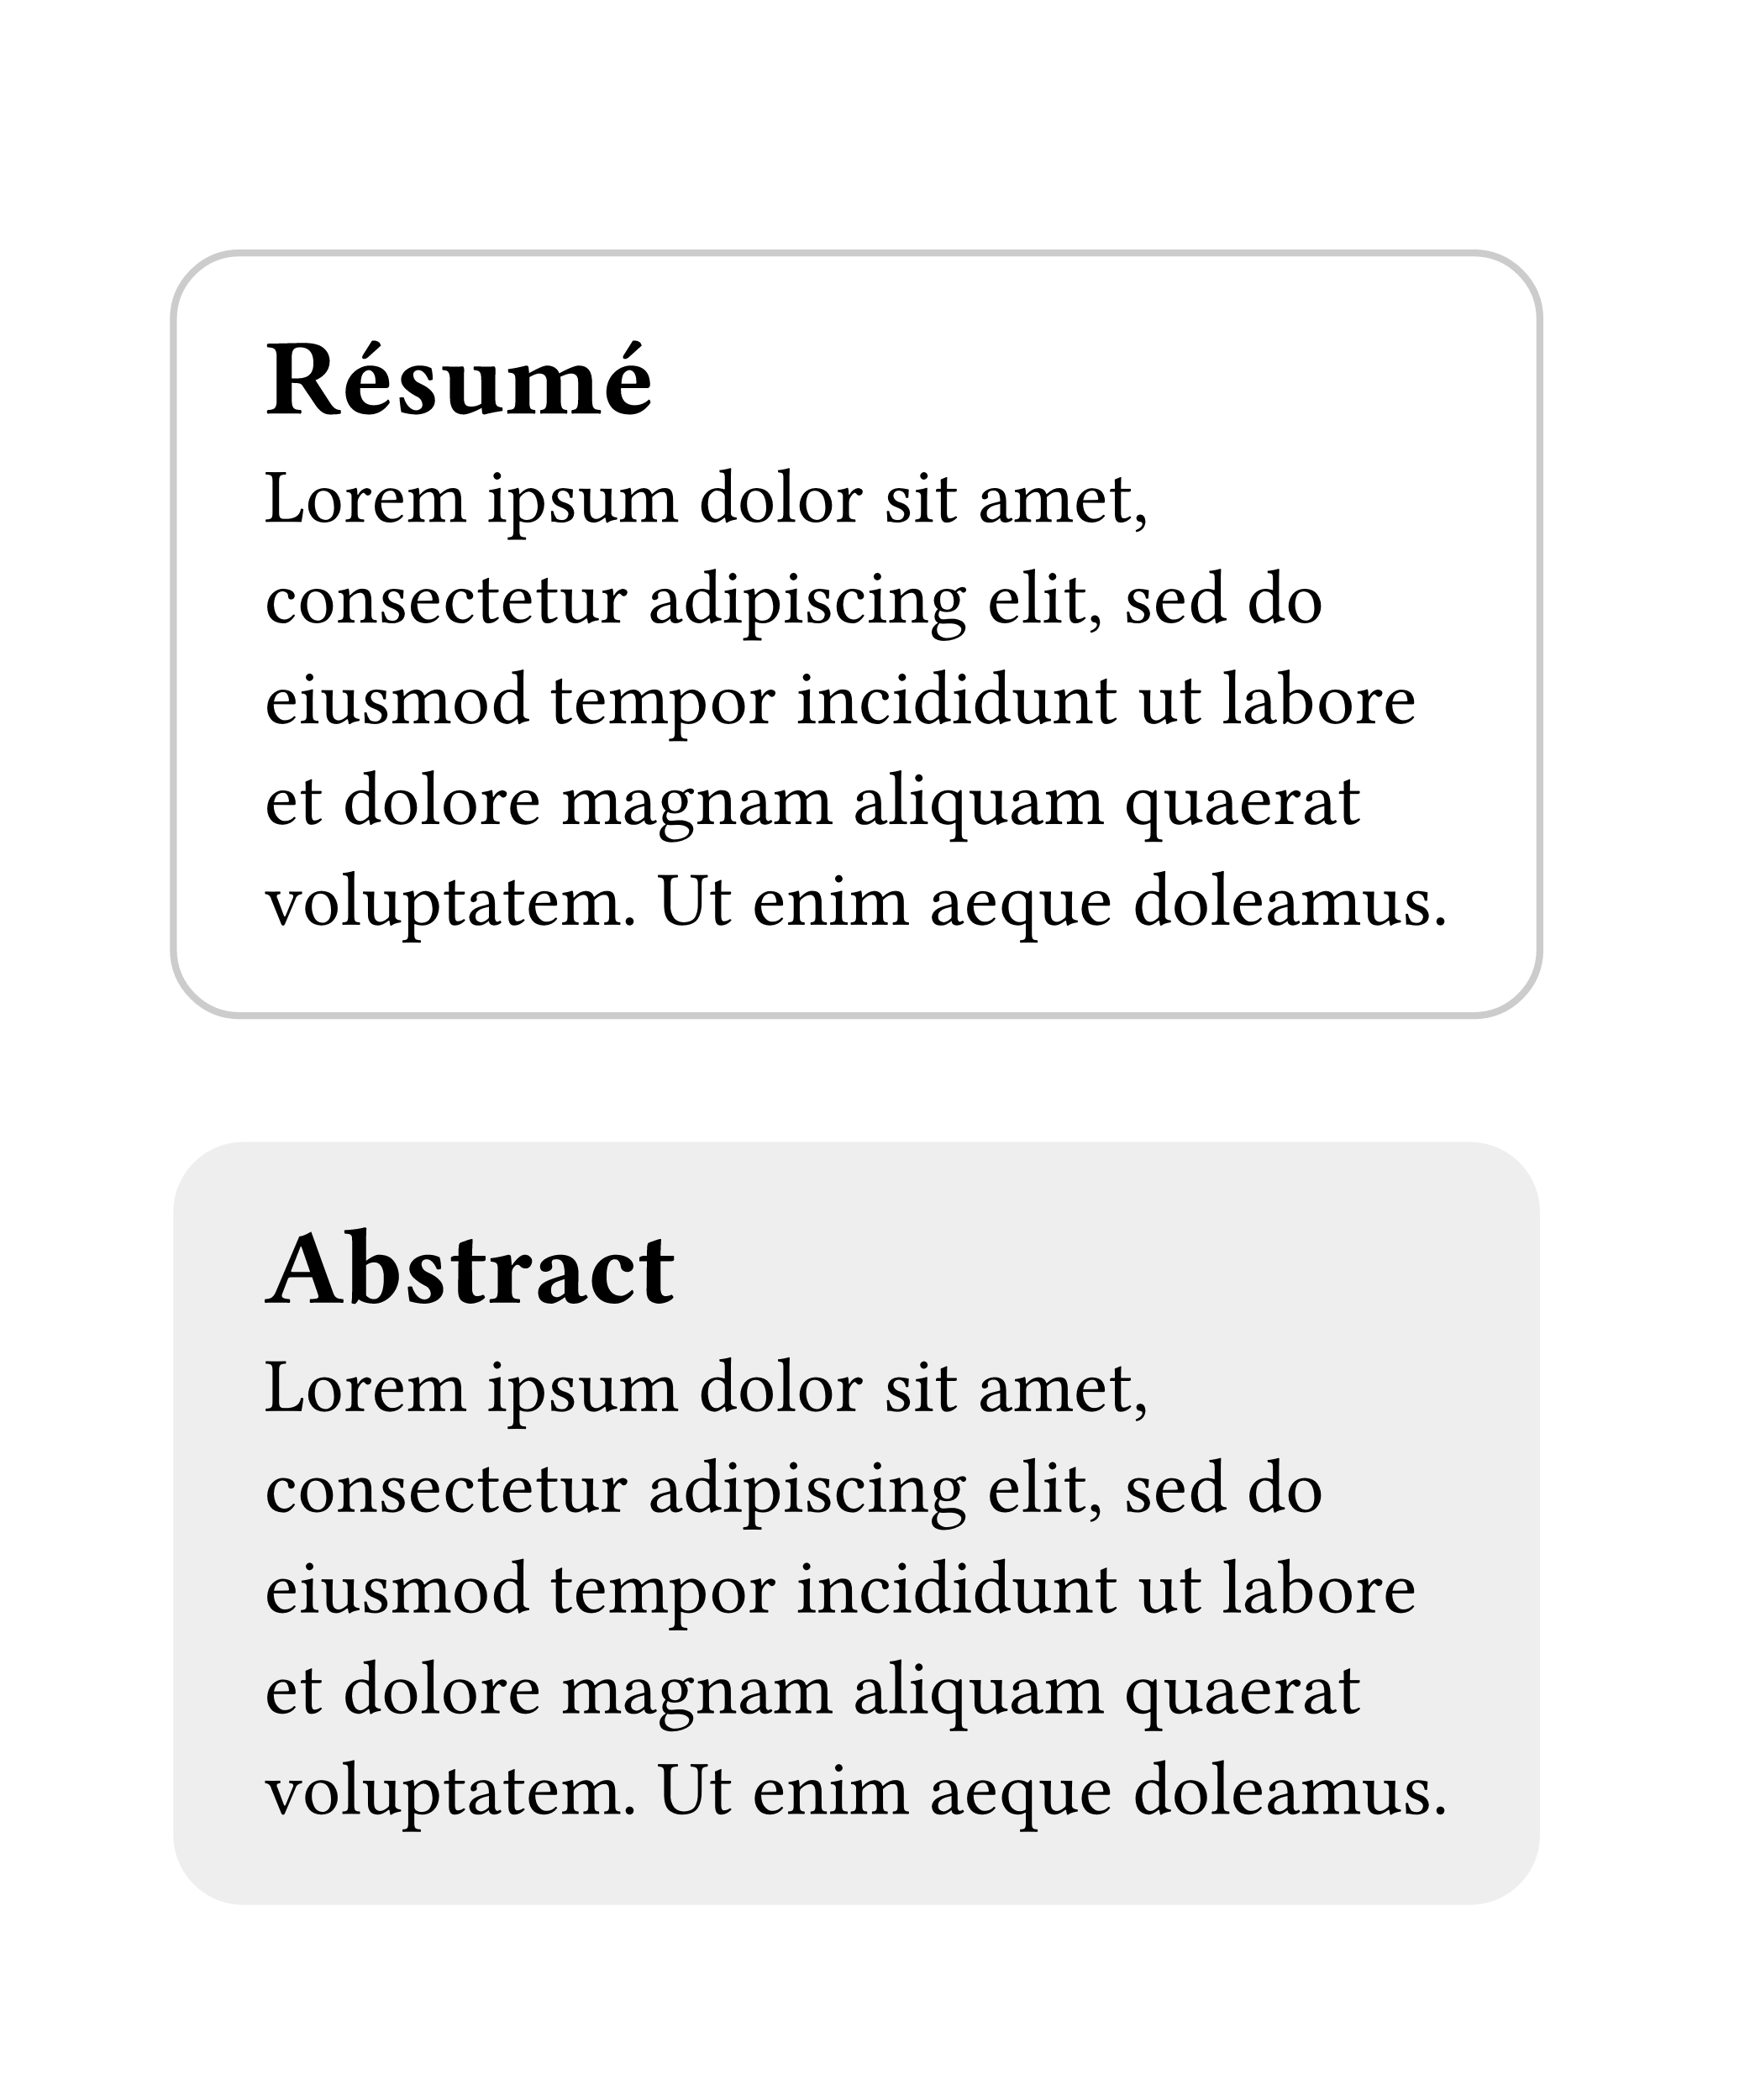 Résumé
Lorem ipsum dolor sit amet,
consectetur adipiscing elit, sed do
eiusmod tempor incididunt ut labore
et dolore magnam aliquam quaerat
voluptatem. Ut enim aeque doleamus.
Abstract
Lorem ipsum dolor sit amet,
consectetur adipiscing elit, sed do
eiusmod tempor incididunt ut labore
et dolore magnam aliquam quaerat
voluptatem. Ut enim aeque doleamus.